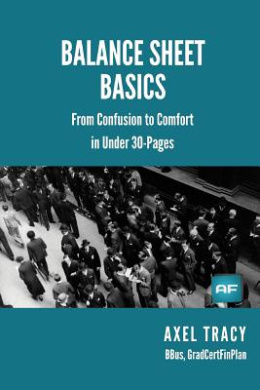 BALANCE SHEET
BASICS
From Confusion to Comfort
in Under 30-Pages
AF
AXEL TRACY
BBus, GradCertFinPlan